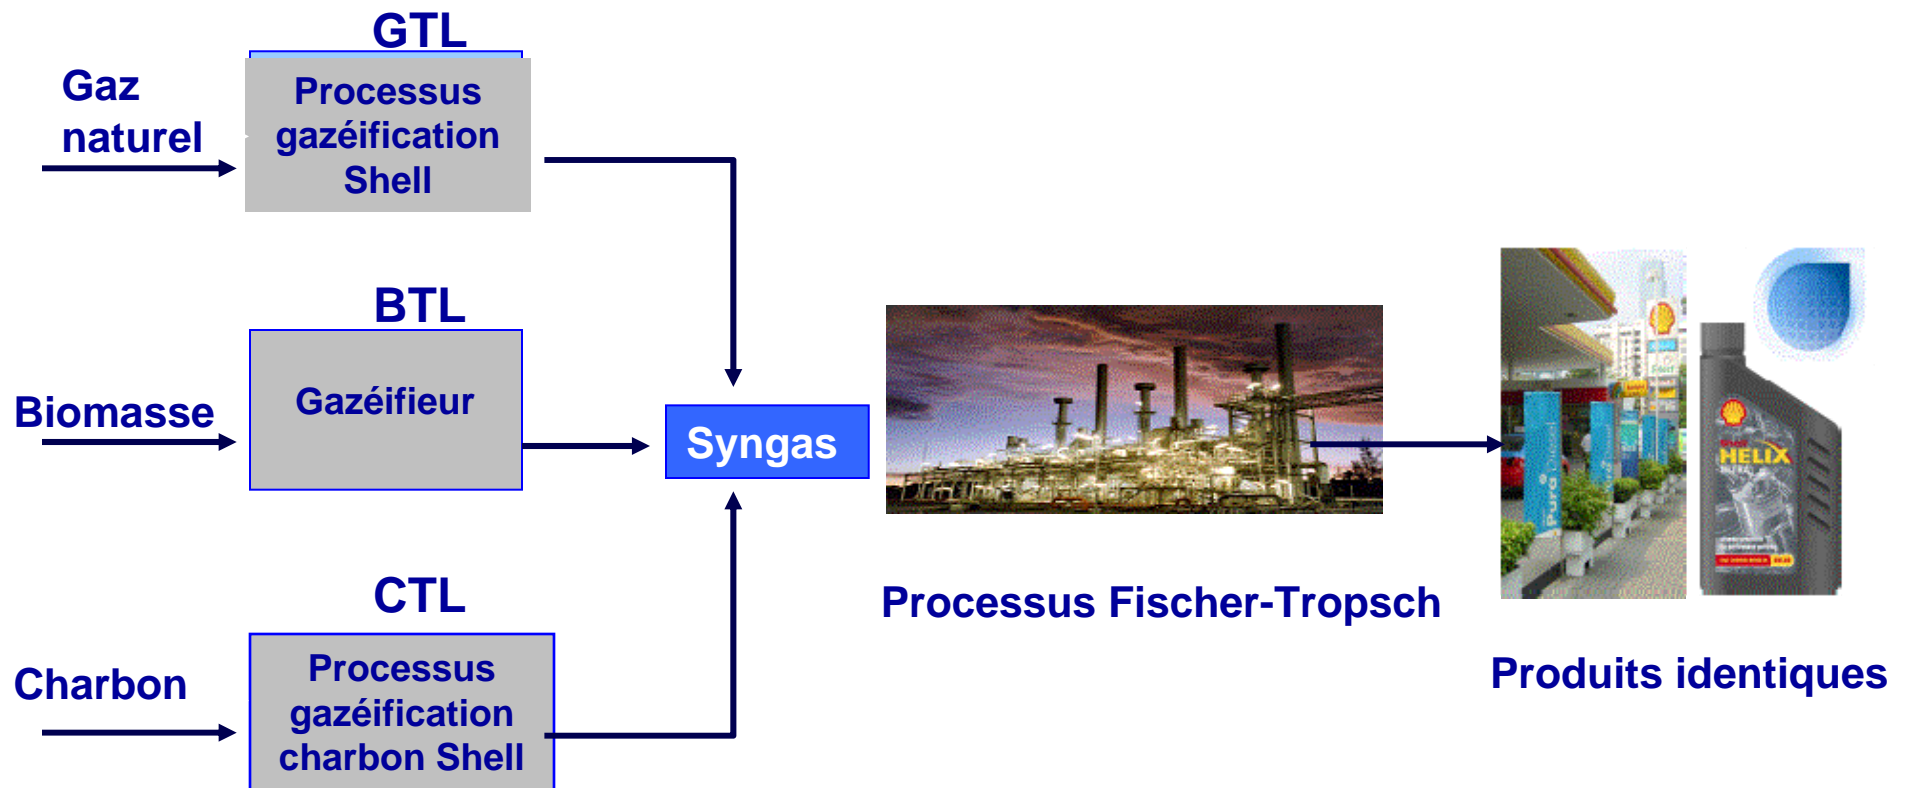 GTL
Gaz
naturel
Processus
gazéification
Shell
BTL
Biomasse
Gazéifieur
Syngas
CTL
Charbon
Processus
gazéification
charbon Shell
Processus Fischer-Tropsch
Pura
HELIX
Produits identiques